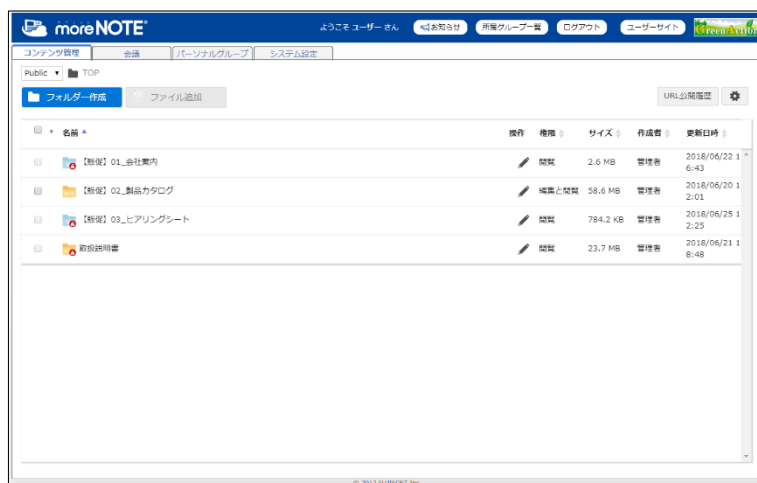 moreNOTE
ようこそ ユーザー さん
お知らせ
所属グループ一覧
ログアウト
ユーザーサイト
Green Action
コンテンツ管理
会議
パーソナルグループ
システム設定
Public
TOP
フォルダー作成
ファイル追加
URL公開履歴
名前
操作
権限
サイズ
作成者
更新日時
【販促】01_会社案内
閲覧
2.6 MB
管理者
2018/06/22 1
6:43
【販促】02_製品カタログ
編集と閲覧
58.6 MB
管理者
2018/06/20 1
2:01
【販促】03_ヒアリングシート
閲覧
784.2 KB
管理者
2018/06/25 1
2:25
取扱説明書
閲覧
23.7 MB
管理者
2018/06/21 1
8:48